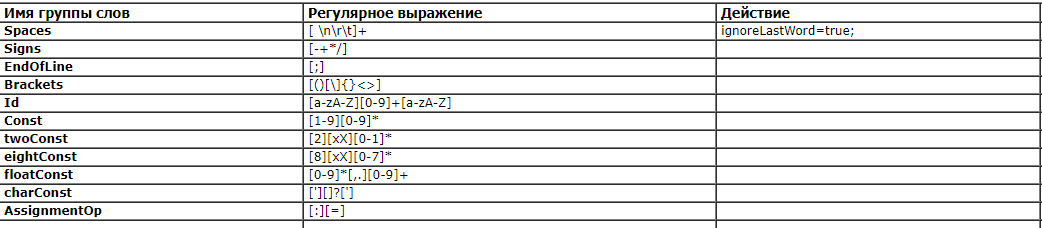 Имя группы слов Регулярное выражение Действие
Spaces [ \n\r\t]+ ignoreLastWord=true;
Signs [-+*/]
EndOfLine [;]
Brackets [()[\]{}<>]
Id [a-zA-Z][0-9]+[a-zA-Z]
Const [1-9][0-9]*
twoConst [2][xX][0-1]*
eightConst [8][xX][0-7]*
floatConst [0-9]*[,.][0-9]+
charConst ['][]?[']
AssignmentOp [:][=]